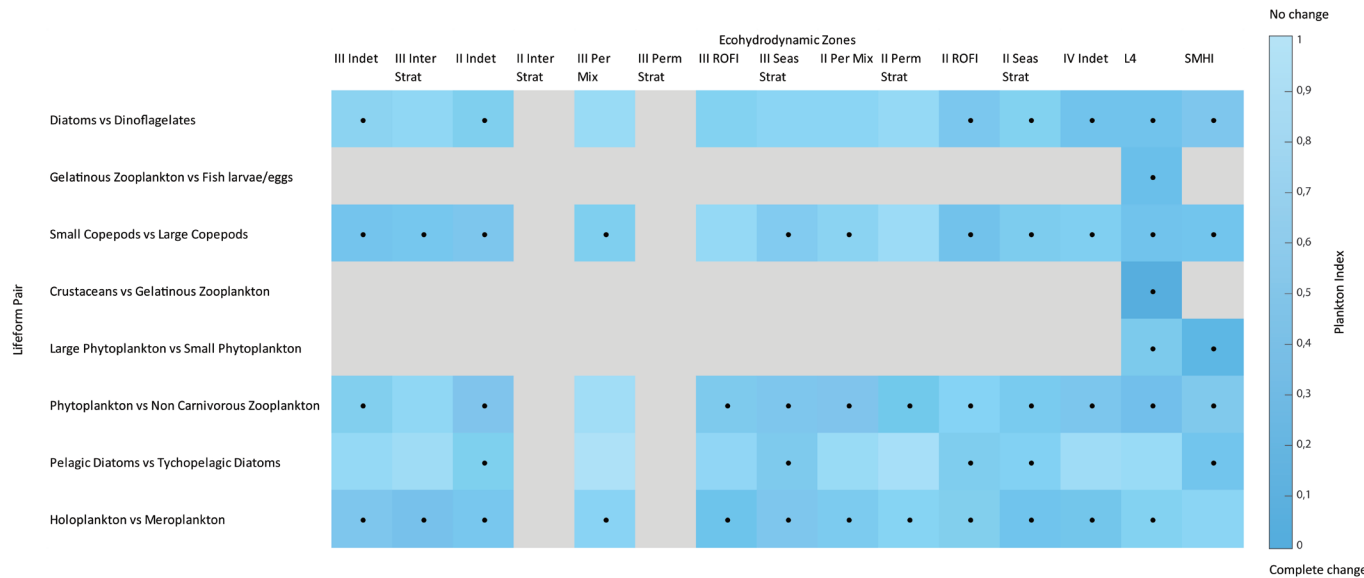 No change
Ecohydrodynamic Zones
III Indet
III Inter
Strat
II Indet
II Inter
Strat
III Per
Mix
III Perm
Strat
III ROFI
III Seas
Strat
II Per Mix
II Perm
Strat
II ROFI
II Seas
Strat
IV Indet
L4
SMHI
Lifeform Pair
Diatoms vs Dinoflagelates
Gelatinous Zooplankton vs Fish larvae/eggs
Small Copepods vs Large Copepods
Crustaceans vs Gelatinous Zooplankton
Large Phytoplankton vs Small Phytoplankton
Phytoplankton vs Non Carnivorous Zooplankton
Pelagic Diatoms vs Tychopelagic Diatoms
Holoplankton vs Meroplankton
1
0,9
0,8
0,7
0,6
0,5
0,4
0,3
0,2
0,1
0
Plankton Index
Complete change